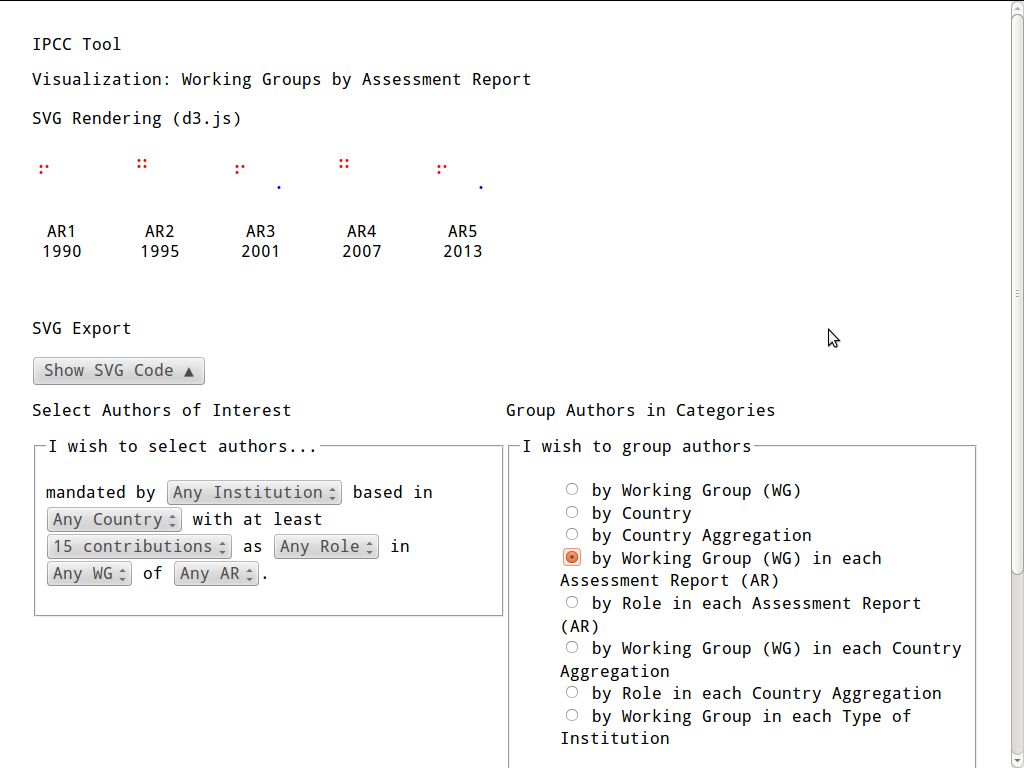 IPCC Tool
Visualization: Working Groups by Assessment Report
SVG Rendering (d3.js)
AR1 AR2 AR3 AR4 AR5
1990 1995 2001 2007 2013
SVG Export
Show SVG Code ▲
Select Authors of Interest
I wish to select authors...
mandated by Any Institution based in
Any Country with at least
15 contributions as Any Role in
Any WG of Any AR.
Group Authors in Categories
I wish to group authors
by Working Group (WG)
by Country
by Country Aggregation
by Working Group (WG) in each
Assessment Report (AR)
by Role in each Assessment Report
(AR)
by Working Group (WG) in each Country
Aggregation
by Role in each Country Aggregation
by Working Group in each Type of
Institution